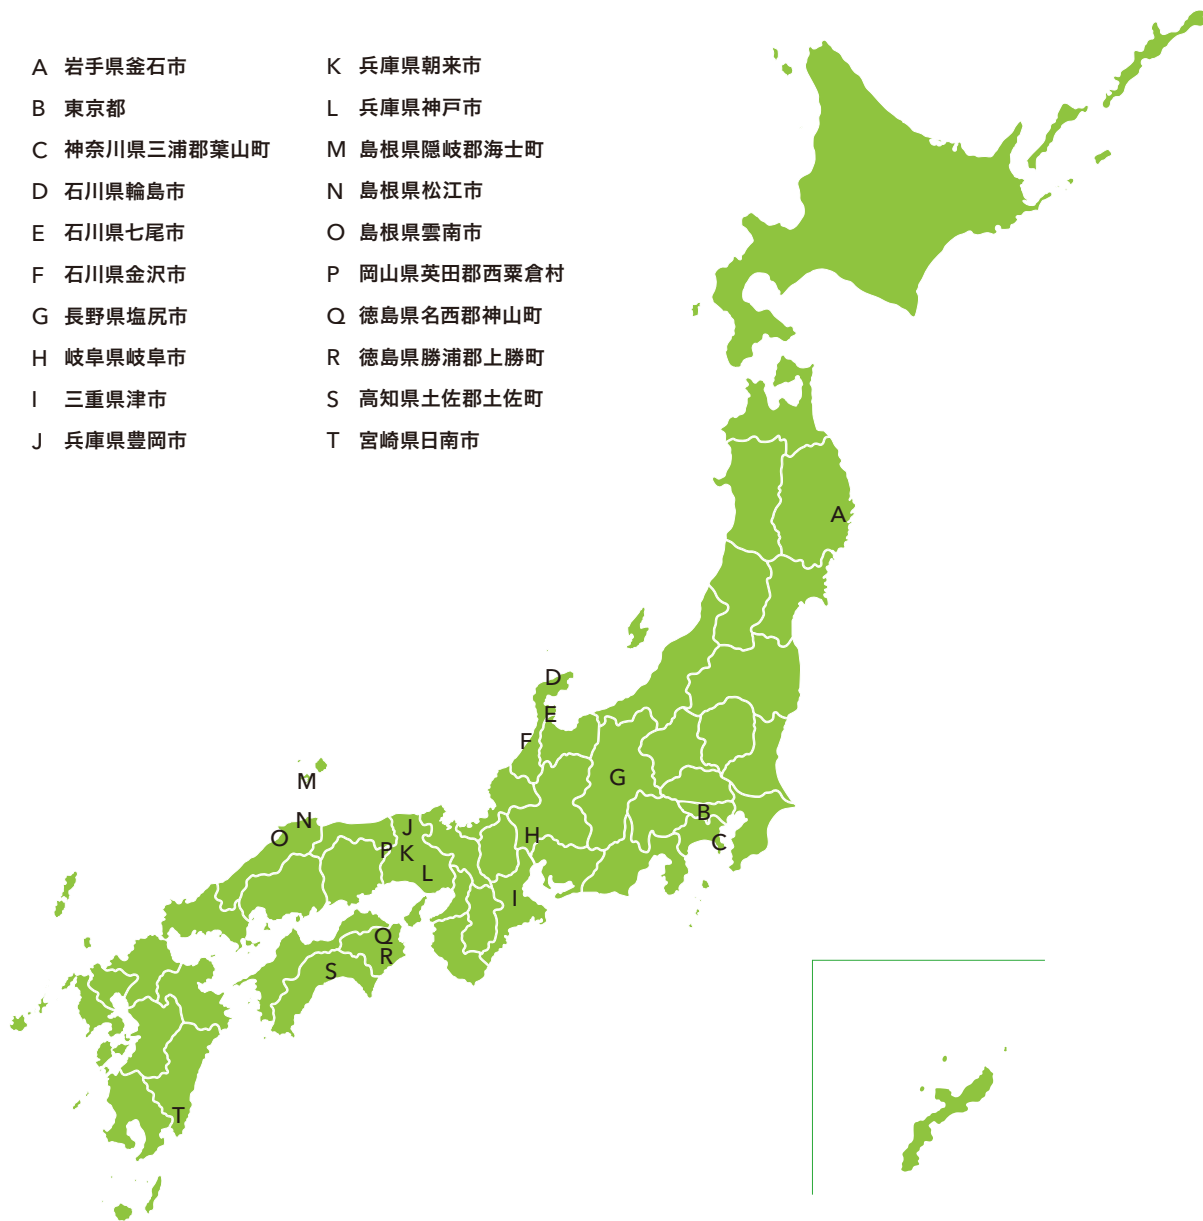 A 岩手県釜石市
B 東京都
C 神奈川県三浦郡葉山町
D 石川県輪島市
E 石川県七尾市
F 石川県金沢市
G 長野県塩尻市
H 岐阜県岐阜市
I 三重県津市
J 兵庫県豊岡市
K 兵庫県朝来市
L 兵庫県神戸市
M 島根県隠岐郡海士町
N 島根県松江市
O 島根県雲南市
P 岡山県英田郡西粟倉村
Q 徳島県名西郡神山町
R 徳島県勝浦郡上勝町
S 高知県土佐郡土佐町
T 宮崎県日南市
A
D
E
F
G
M
B
N
J
O
H
C
P
K
L
I
Q
R
S
T